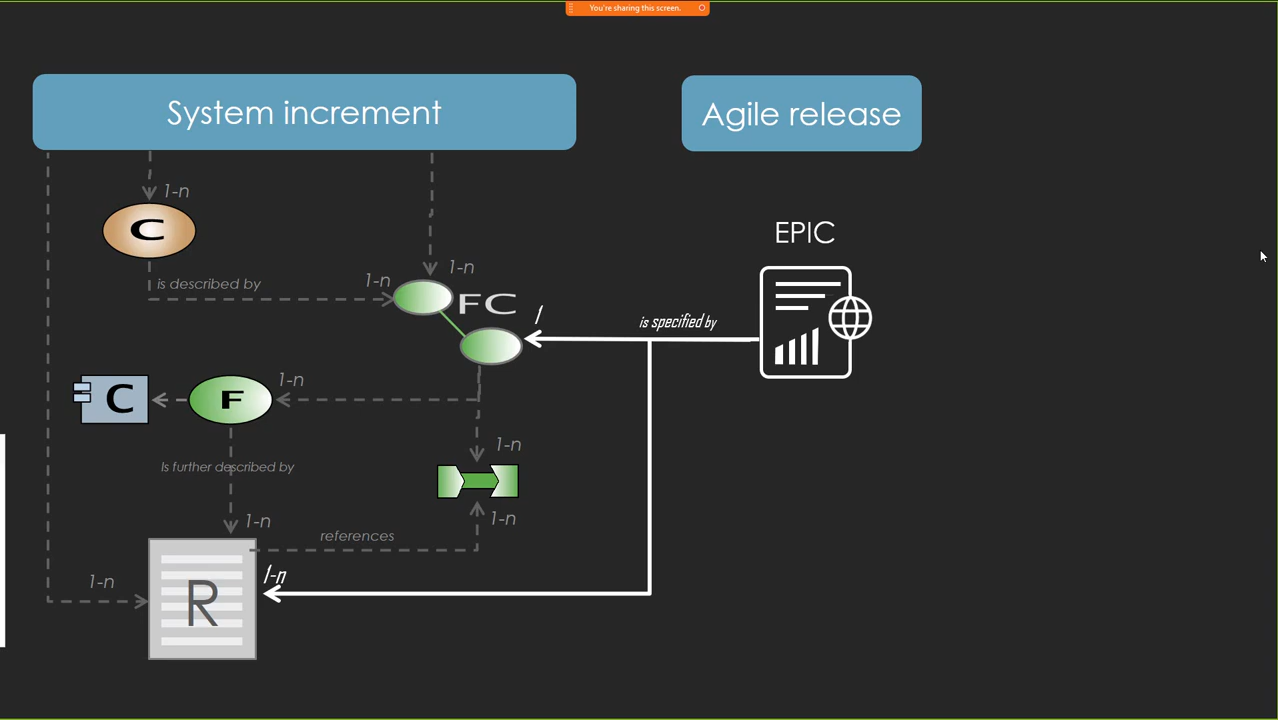 You're sharing this screen.
System increment
Agile release
1-n
C
EPIC
is described by
1-n
1-n
FC
1
is specified by
C
F
1-n
1-n
Is further described by
1-n
1-n
references
1-n
1-n
R